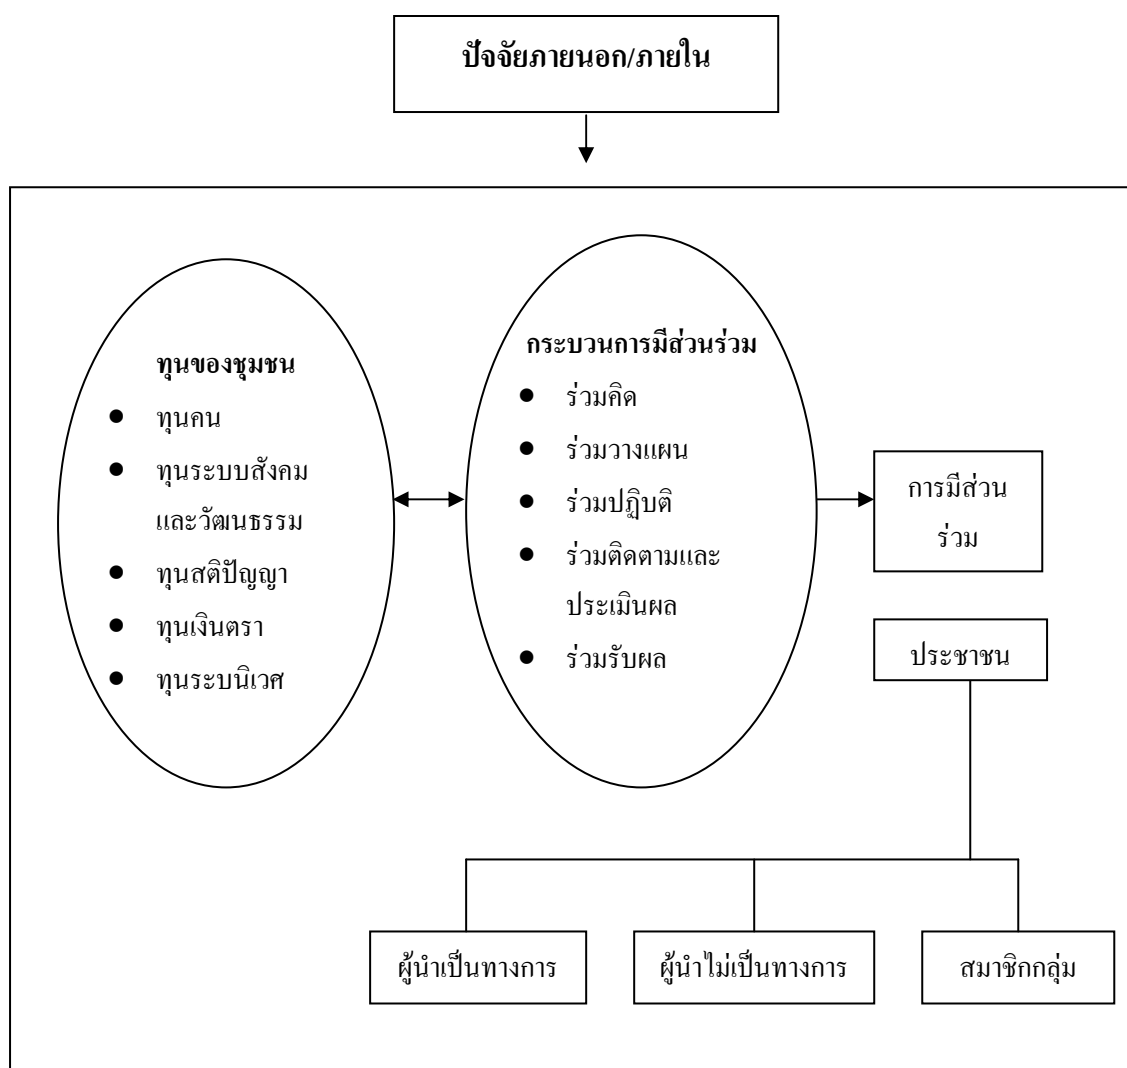 ปัจจัยภายนอก/ภายใน
ทุนของชุมชน
● ทุนคน
● ทุนระบบสังคม
และวัฒนธรรม
● ทุนสติปัญญา
● ทุนเงินตรา
● ทุนระบนิเวศ
กระบวนการมีส่วนร่วม
● ร่วมคิด
● ร่วมวางแผน
● ร่วมปฏิบติ
● ร่วมติดตามและ
ประเมินผล
● ร่วมรับผล
การมีส่วน
ร่วม
ประชาชน
ผู้นำเป็นทางการ
ผู้นำไม่เป็นทางการ
สมาชิกกลุ่ม